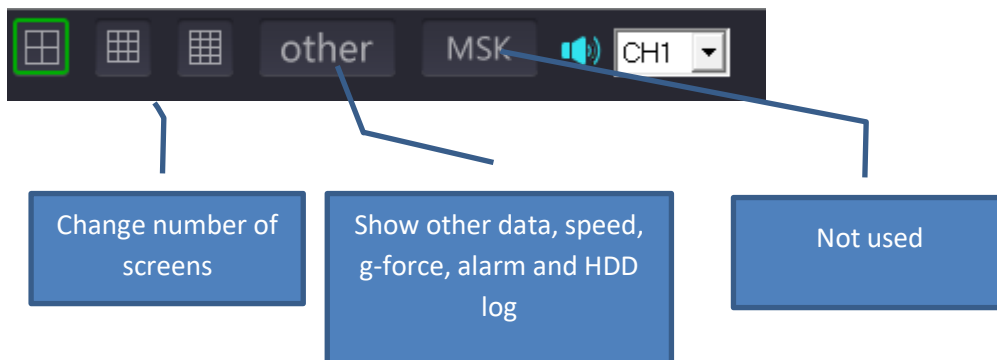 other MSK CH1
Change number of
screens
Show other data, speed,
g-force, alarm and HDD
log
Not used